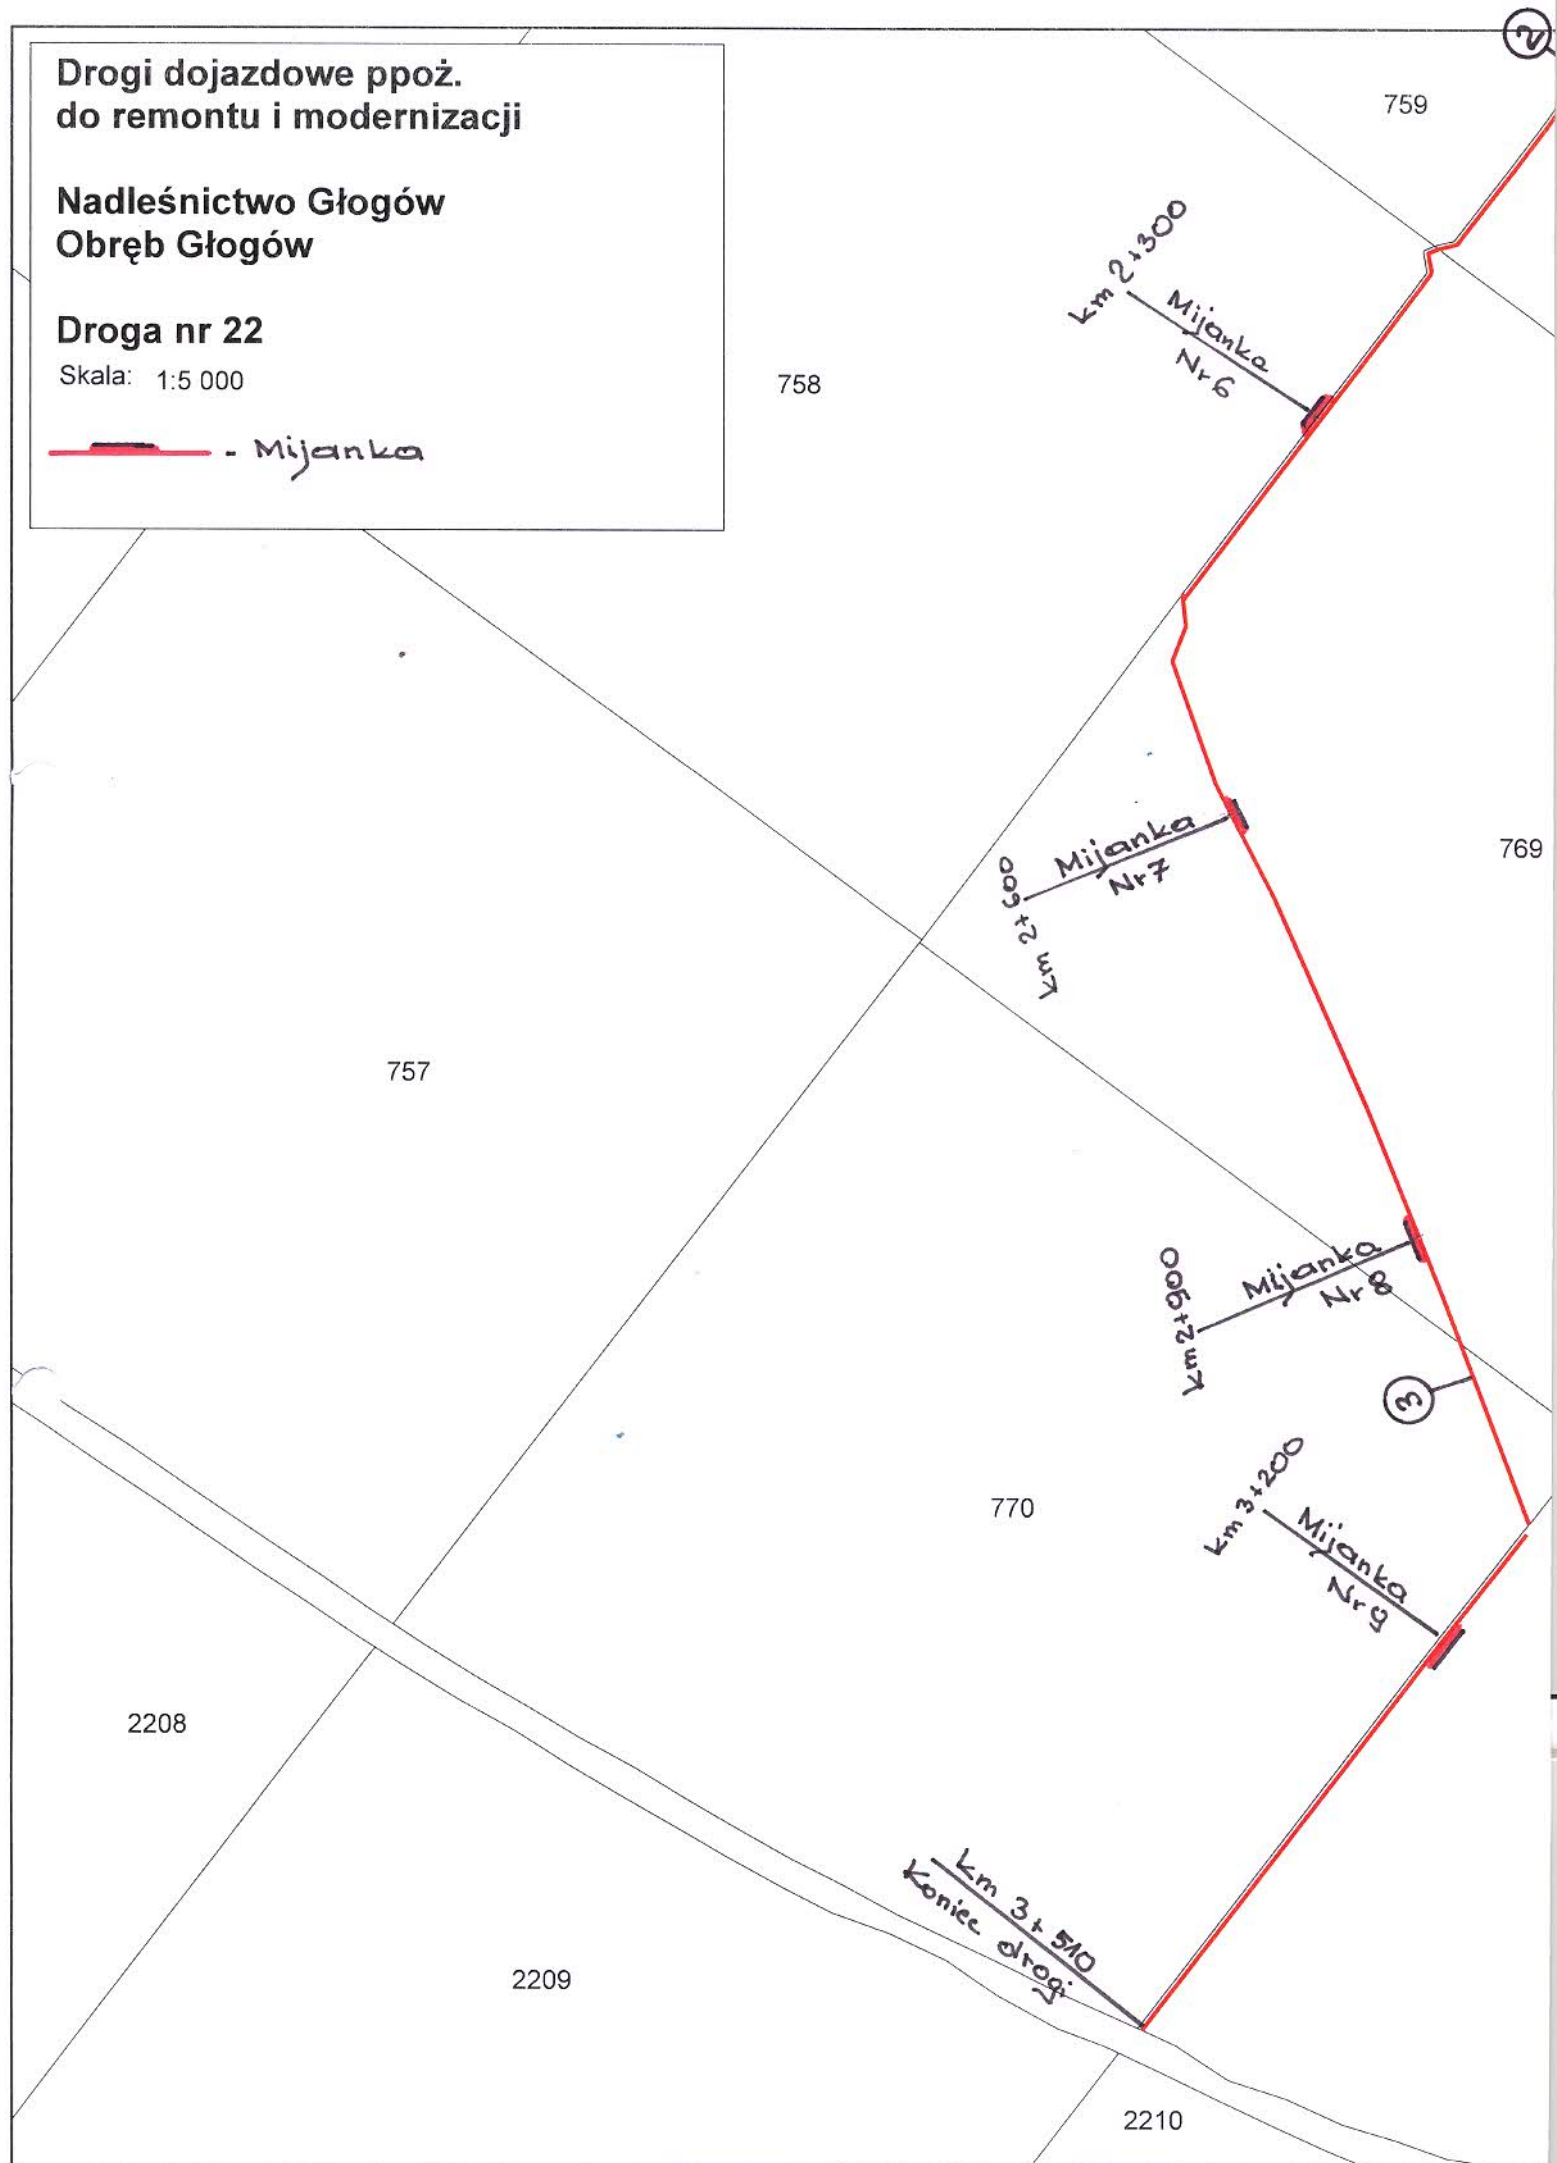 Drogi dojazdowe ppoż.
do remontu i modernizacji
Nadleśnictwo Głogów
Obręb Głogów
Droga nr 22
Skala: 1:5 000
- Mijanka
2
759
km 2+300
Mijanka
Nr 6
758
769
Mijanka
Nr 7
km 2+600
757
Mijanka
Nr 8
km 2+900
3
km 3+200
Mijanka
Nr 9
770
2208
km 3+510
Koniec drogi
2209
2210